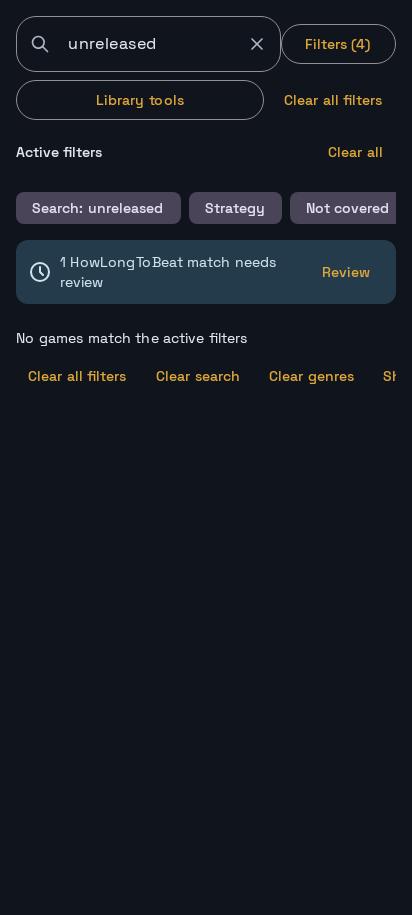 unreleased
Filters (4)
Library tools
Clear all filters
Active filters
Clear all
Search: unreleased
Strategy
Not covered
1 HowLongToBeat match needs
review
Review
No games match the active filters
Clear all filters
Clear search
Clear genres